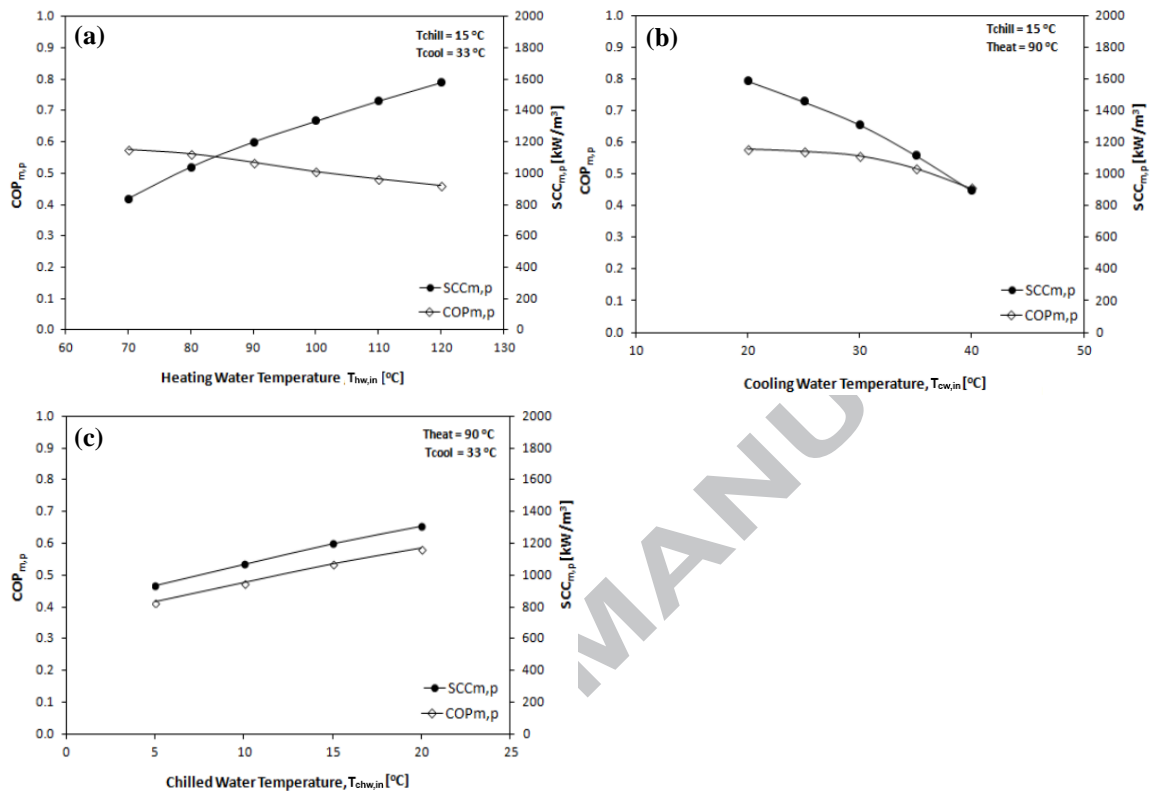 (a)
Tchill = 15 °C
Tcool = 33 °C
1.0
0.9
0.8
0.7
0.6
0.5
0.4
0.3
0.2
0.1
0.0
COPm,p
2000
1800
1600
1400
1200
1000
800
600
400
200
0
SCCm,p [kW/m³]
SCCm,p
COPm,p
60 70 80 90 100 110 120 130
Heating Water Temperature , Thw,in [°C]
(b)
Tchill = 15 °C
Theat = 90 °C
1.0
0.9
0.8
0.7
0.6
0.5
0.4
0.3
0.2
0.1
0.0
COPm,p
2000
1800
1600
1400
1200
1000
800
600
400
200
0
SCCm,p [kW/m³]
SCCm,p
COPm,p
10 20 30 40 50
Cooling Water Temperature, Tcw,in [°C]
(c)
Theat = 90 °C
Tcool = 33 °C
1.0
0.9
0.8
0.7
0.6
0.5
0.4
0.3
0.2
0.1
0.0
COPm,p
2000
1800
1600
1400
1200
1000
800
600
400
200
0
SCCm,p [kW/m³]
SCCm,p
COPm,p
0 5 10 15 20 25
Chilled Water Temperature, Tchw,in [°C]
MANU